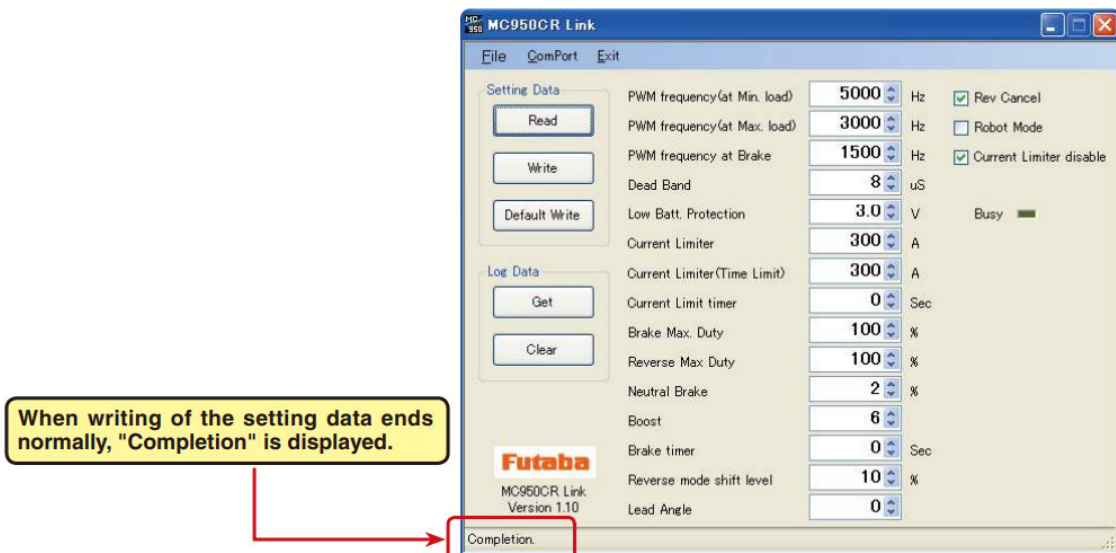 MC950CR Link
File ComPort Exit
Setting Data
Read
Write
Default Write
Log Data
Get
Clear
PWM frequency(at Min. load) 5000 Hz
PWM frequency(at Max. load) 3000 Hz
PWM frequency at Brake 1500 Hz
Dead Band 8 uS
Low Batt. Protection 3.0 V
Current Limiter 300 A
Current Limiter(Time Limit) 300 A
Current Limit timer 0 Sec
Brake Max. Duty 100 %
Reverse Max Duty 100 %
Neutral Brake 2 %
Boost 6
Brake timer 0 Sec
Reverse mode shift level 10 %
Lead Angle 0
Rev Cancel
Robot Mode
Current Limiter disable
Busy
When writing of the setting data ends
normally, "Completion" is displayed.
Futaba
MC950CR Link
Version 1.10
Completion.